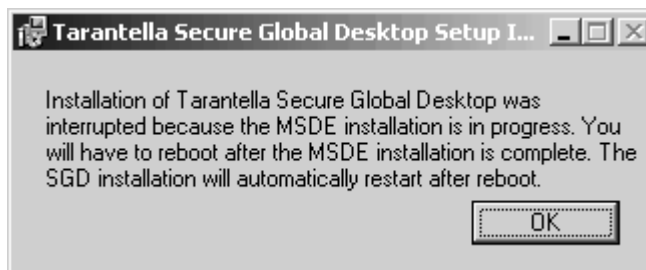 Tarantella Secure Global Desktop Setup I...
Installation of Tarantella Secure Global Desktop was
interrupted because the MSDE installation is in progress. You
will have to reboot after the MSDE installation is complete. The
SGD installation will automatically restart after reboot.
OK